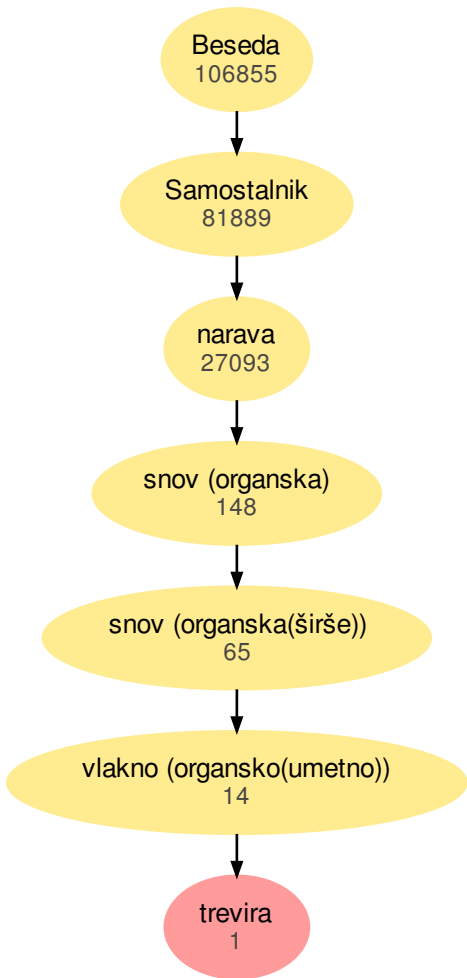 Beseda
106855
Samostalnik
81889
narava
27093
snov (organska)
148
snov (organska(širše))
65
vlakno (organsko(umetno))
14
trevira
1